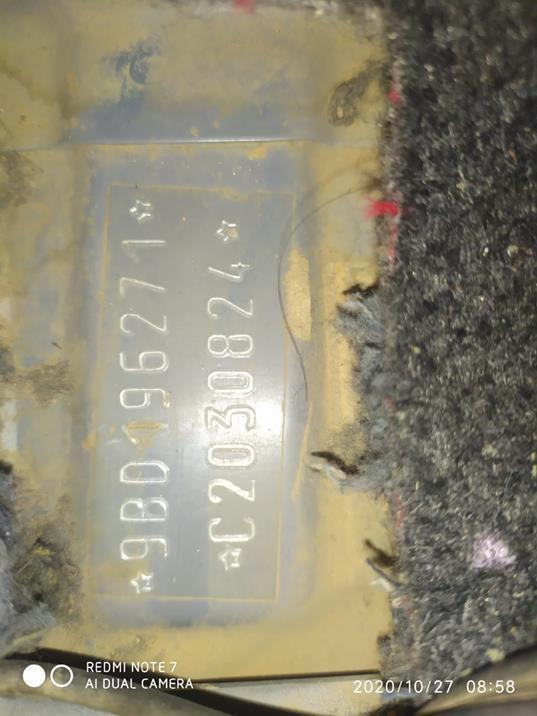 ☆9BD196271☆
☆C2030824☆
REDMI NOTE 7
AI DUAL CAMERA
2020/10/27 08:58